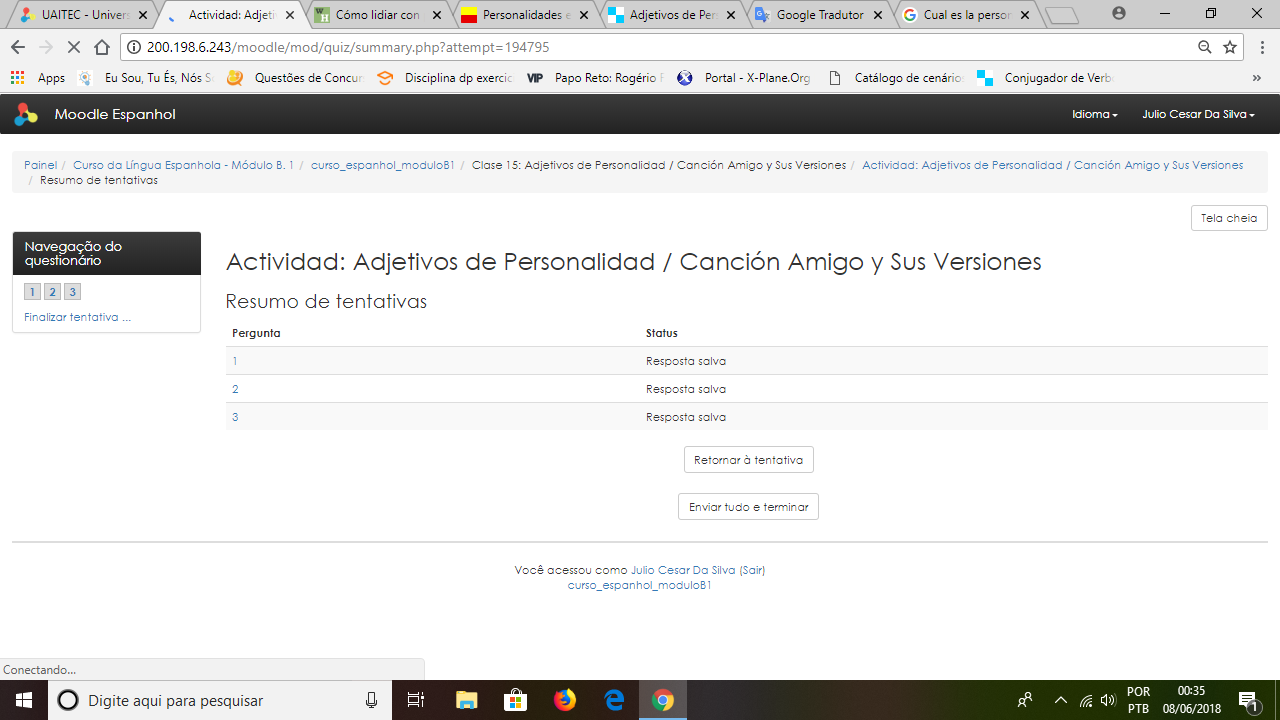 UAITEC - Univers
Actividad: Adjeti
Cómo lidiar con
Personalidades e
Adjetivos de Per
Google Tradutor
Cual es la person
200.198.6.243/moodle/mod/quiz/summary.php?attempt=194795
Apps
Eu Sou, Tu És, Nós S
Questões de Concur
Disciplina dp exercic
VIP Papo Reto: Rogério F
Portal - X-Plane.Org
Catálogo de cenário
Conjugador de Verb
»
Moodle Espanhol
Idioma
Julio Cesar Da Silva
Painel / Curso da Língua Espanhola - Módulo B. 1 / curso_espanhol_moduloB1 / Clase 15: Adjetivos de Personalidad / Canción Amigo y Sus Versiones / Actividad: Adjetivos de Personalidad / Canción Amigo y Sus Versiones
/ Resumo de tentativas
Tela cheia
Navegação do
questionário
1 2 3
Finalizar tentativa ...
Actividad: Adjetivos de Personalidad / Canción Amigo y Sus Versiones
Resumo de tentativas
Pergunta Status
1 Resposta salva
2 Resposta salva
3 Resposta salva
Retornar à tentativa
Enviar tudo e terminar
Você acessou como Julio Cesar Da Silva (Sair)
curso_espanhol_moduloB1
Conectando...
Digite aqui para pesquisar
POR
PTB
00:35
08/06/2018
1